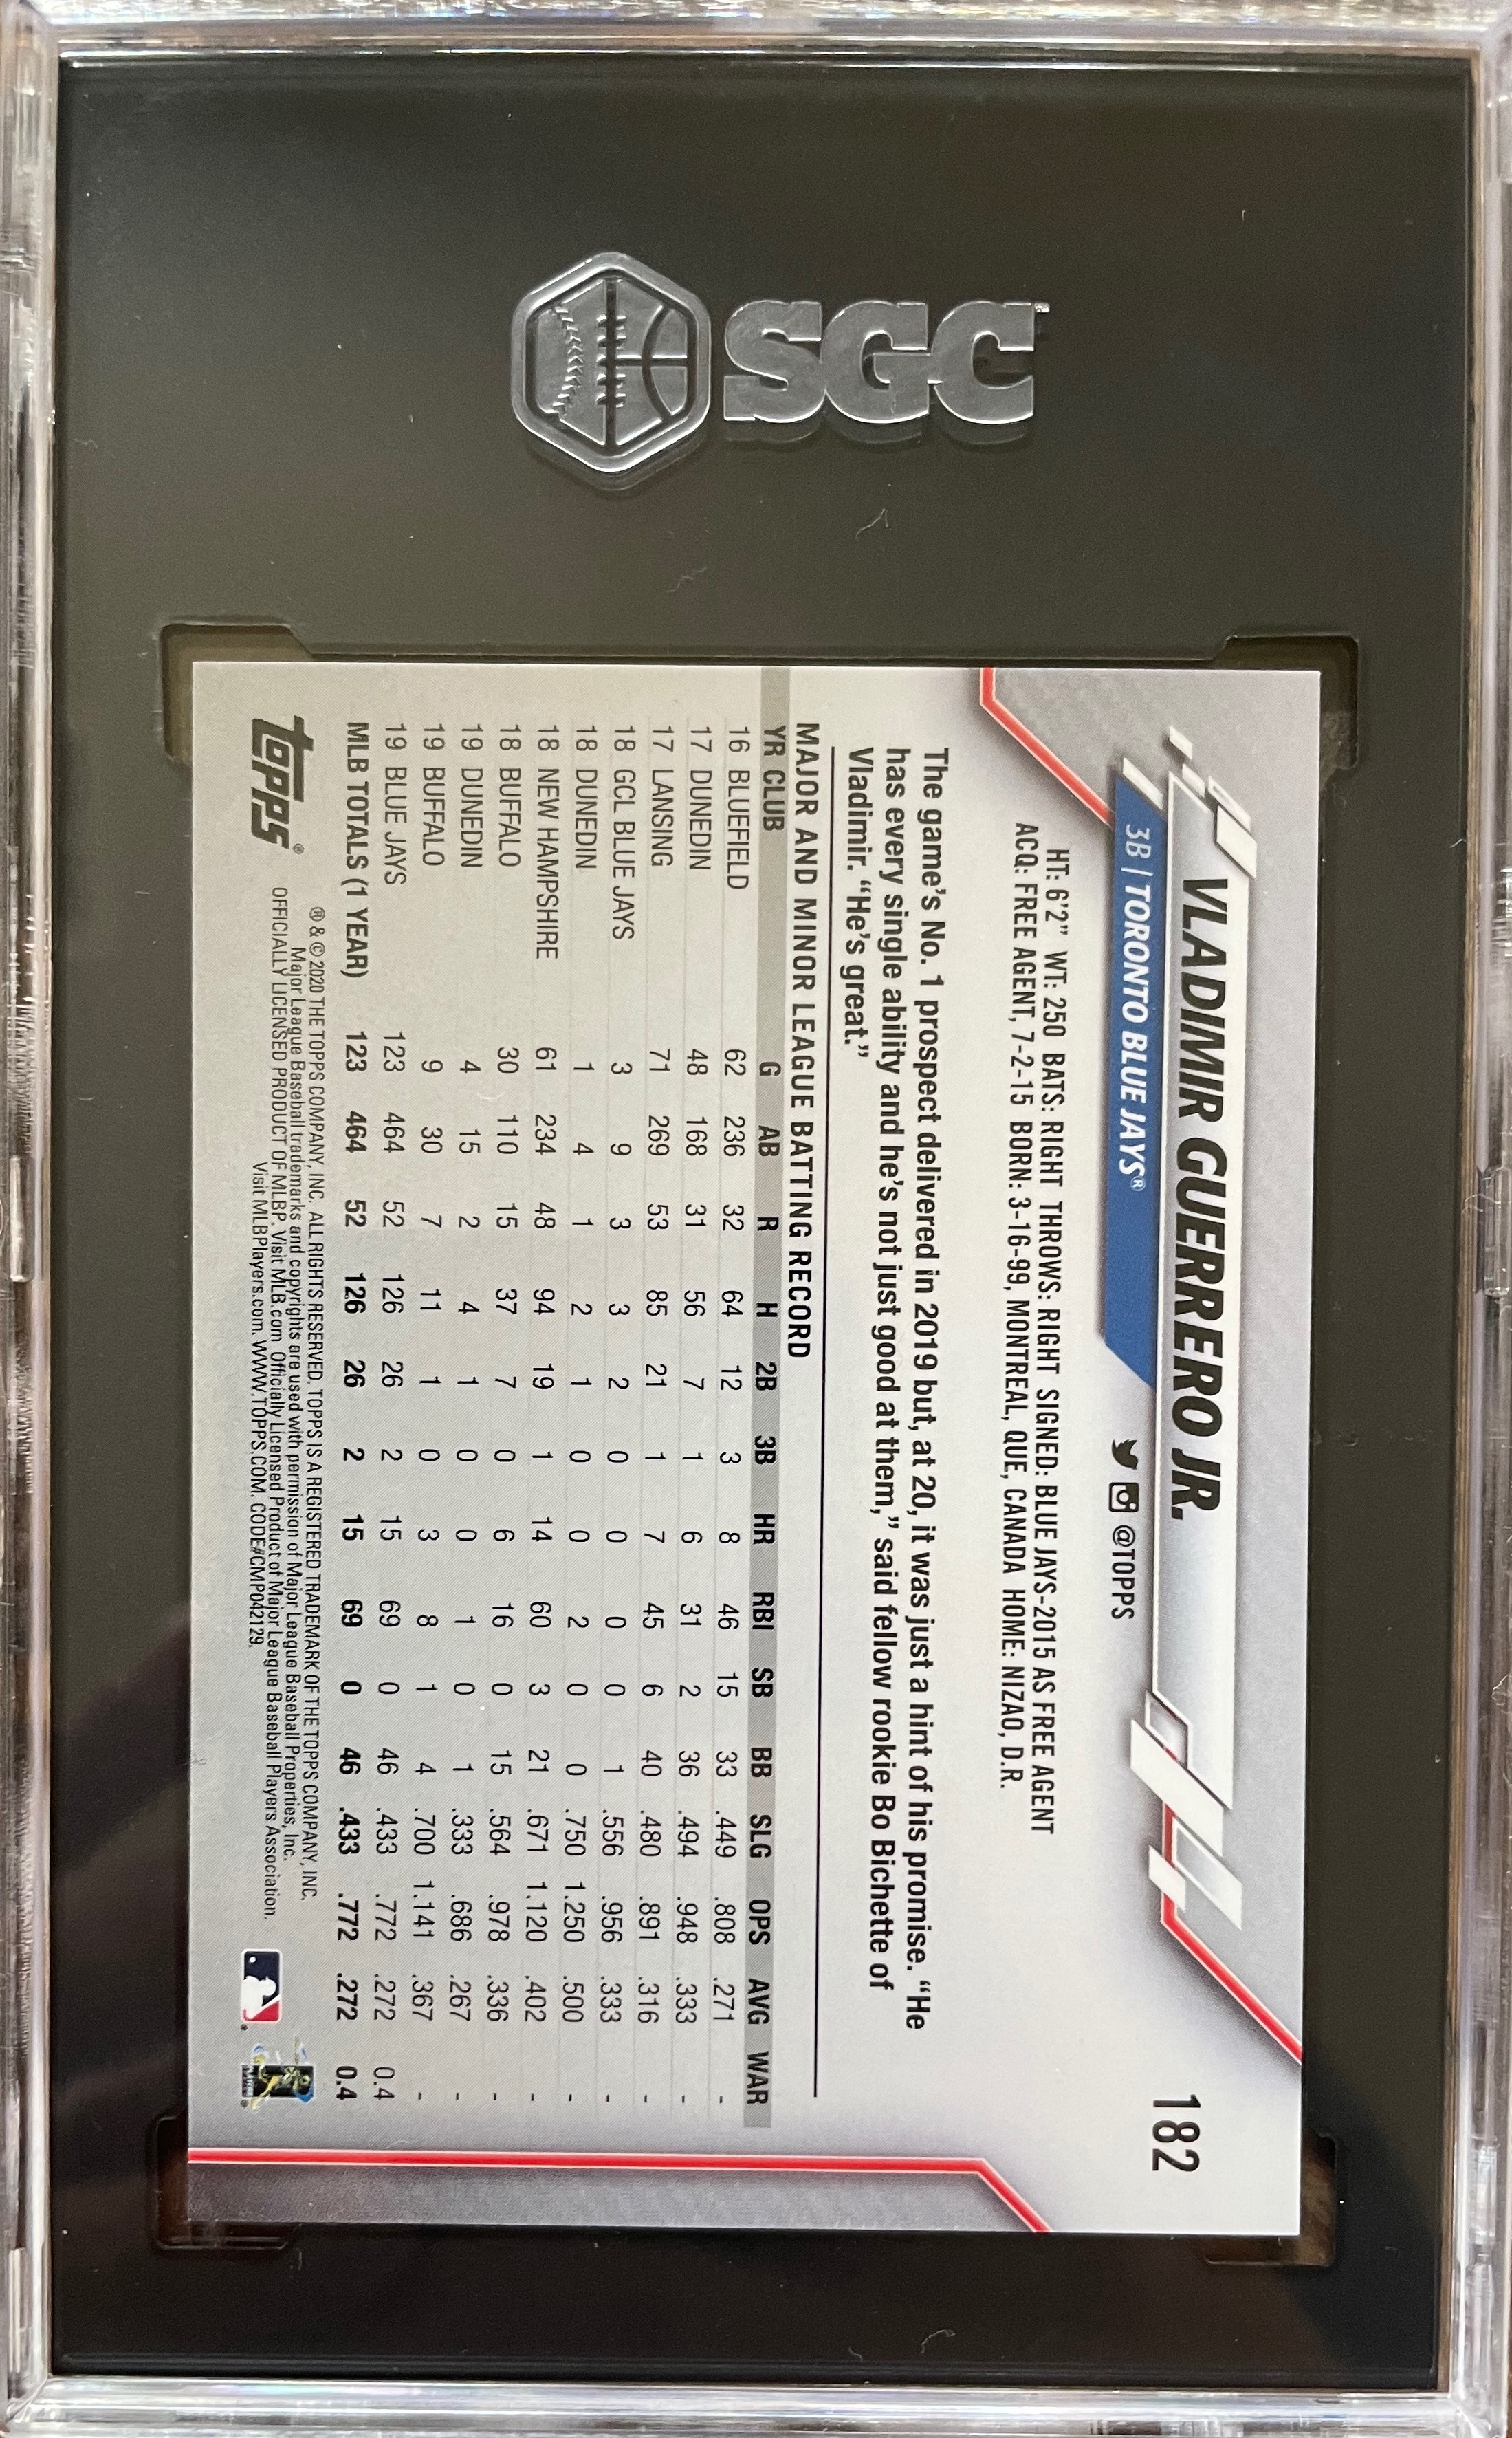 SGC
182
VLADIMIR GUERRERO JR.
3B | TORONTO BLUE JAYS®
@TOPPS
HT: 6'2" WT: 250 BATS: RIGHT THROWS: RIGHT SIGNED: BLUE JAYS-2015 AS FREE AGENT
ACQ: FREE AGENT, 7-2-15 BORN: 3-16-99, MONTREAL, QUE, CANADA HOME: NIZAO, D.R.
The game's No. 1 prospect delivered in 2019 but, at 20, it was just a hint of his promise. "He
has every single ability and he's not just good at them," said fellow rookie Bo Bichette of
Vladimir. "He's great."
MAJOR AND MINOR LEAGUE BATTING RECORD
YR CLUB G AB R H 2B 3B HR RBI SB BB SLG OPS AVG WAR
16 BLUEFIELD 62 236 32 64 12 3 8 46 15 33 .449 .808 .271 -
17 DUNEDIN 48 168 31 56 7 1 6 31 2 36 .494 .948 .333 -
17 LANSING 71 269 53 85 21 1 7 45 6 40 .480 .891 .316 -
18 GCL BLUE JAYS 3 9 3 3 2 0 0 0 0 1 .556 .956 .333 -
18 DUNEDIN 1 4 1 2 1 0 0 2 0 0 .750 1.250 .500 -
18 NEW HAMPSHIRE 61 234 48 94 19 1 14 60 3 21 .671 1.120 .402 -
18 BUFFALO 30 110 15 37 7 0 6 16 0 15 .564 .978 .336 -
19 DUNEDIN 4 15 2 4 1 0 0 1 0 1 .333 .686 .267 -
19 BUFFALO 9 30 7 11 1 0 3 8 1 4 .700 1.141 .367 -
19 BLUE JAYS 123 464 52 126 26 2 15 69 0 46 .433 .772 .272 0.4
MLB TOTALS (1 YEAR) 123 464 52 126 26 2 15 69 0 46 .433 .772 .272 0.4
topps®
® & © 2020 THE TOPPS COMPANY, INC. ALL RIGHTS RESERVED. TOPPS IS A REGISTERED TRADEMARK OF THE TOPPS COMPANY, INC.
Major League Baseball trademarks and copyrights are used with permission of Major League Baseball Properties, Inc.
OFFICIALLY LICENSED PRODUCT OF MLBP. Visit MLB.com Officially Licensed Product of Major League Baseball Players Association.
Visit MLBPlayers.com. WWW.TOPPS.COM. CODE#CMP042129.